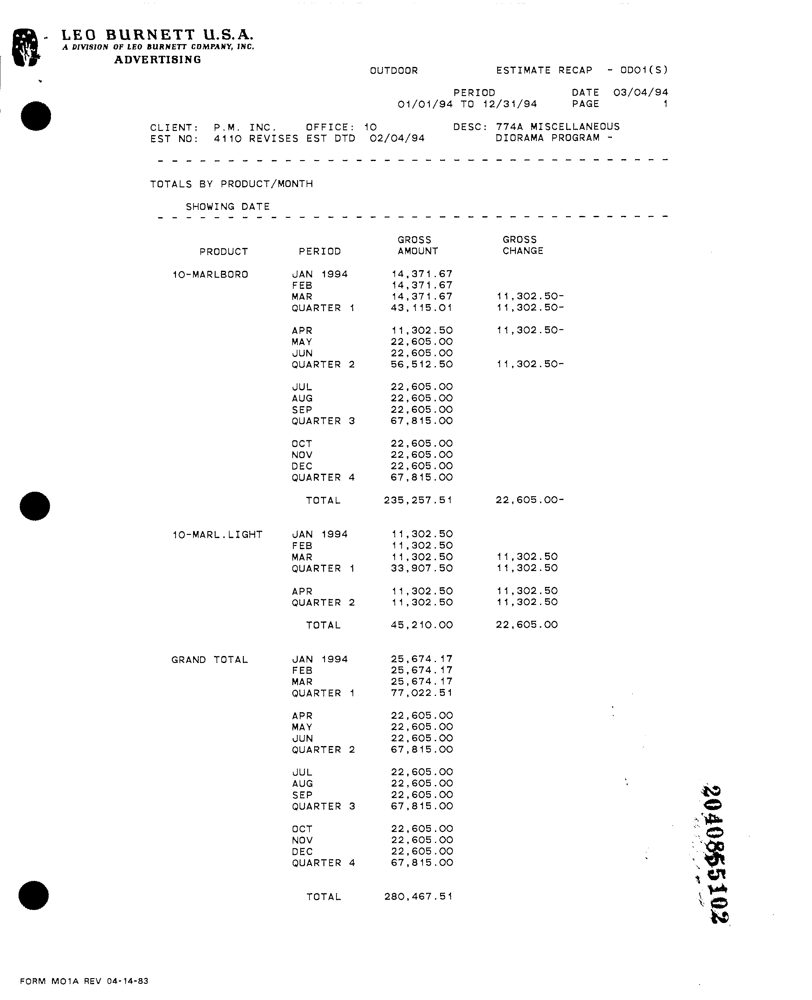 LEO BURNETT U.S.A.
A DIVISION OF LEO BURNETT COMPANY, INC.
ADVERTISING
OUTDOOR ESTIMATE RECAP - OD01(S)
PERIOD DATE 03/04/94
01/01/94 TO 12/31/94 PAGE 1
CLIENT: P.M. INC. OFFICE: 10 DESC: 774A MISCELLANEOUS
EST NO: 4110 REVISES EST DTD 02/04/94 DIORAMA PROGRAM -
TOTALS BY PRODUCT/MONTH
SHOWING DATE
GROSS GROSS
PRODUCT PERIOD AMOUNT CHANGE
10-MARLBORO JAN 1994 14,371.67
FEB 14,371.67
MAR 14,371.67 11,302.50-
QUARTER 1 43,115.01 11,302.50-
APR 11,302.50 11,302.50-
MAY 22,605.00
JUN 22,605.00
QUARTER 2 56,512.50 11,302.50-
JUL 22,605.00
AUG 22,605.00
SEP 22,605.00
QUARTER 3 67,815.00
OCT 22,605.00
NOV 22,605.00
DEC 22,605.00
QUARTER 4 67,815.00
TOTAL 235,257.51 22,605.00-
10-MARL.LIGHT JAN 1994 11,302.50
FEB 11,302.50
MAR 11,302.50 11,302.50
QUARTER 1 33,907.50 11,302.50
APR 11,302.50 11,302.50
QUARTER 2 11,302.50 11,302.50
TOTAL 45,210.00 22,605.00
GRAND TOTAL JAN 1994 25,674.17
FEB 25,674.17
MAR 25,674.17
QUARTER 1 77,022.51
APR 22,605.00
MAY 22,605.00
JUN 22,605.00
QUARTER 2 67,815.00
JUL 22,605.00
AUG 22,605.00
SEP 22,605.00
QUARTER 3 67,815.00
OCT 22,605.00
NOV 22,605.00
DEC 22,605.00
QUARTER 4 67,815.00
TOTAL 280,467.51
2040855102
FORM MO1A REV 04-14-83